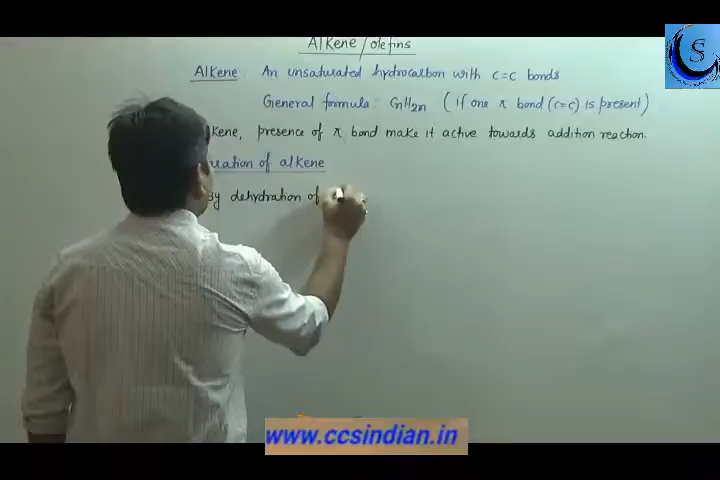 Alkene/olefins
Alkene : An unsaturated hydrocarbon with C=C bonds
General formula : CnH2n ( if one π bond (C=C) is present)
kene, presence of π bond make it active towards addition reaction.
ration of alkene
By dehydration of
www.ccsindian.in
S